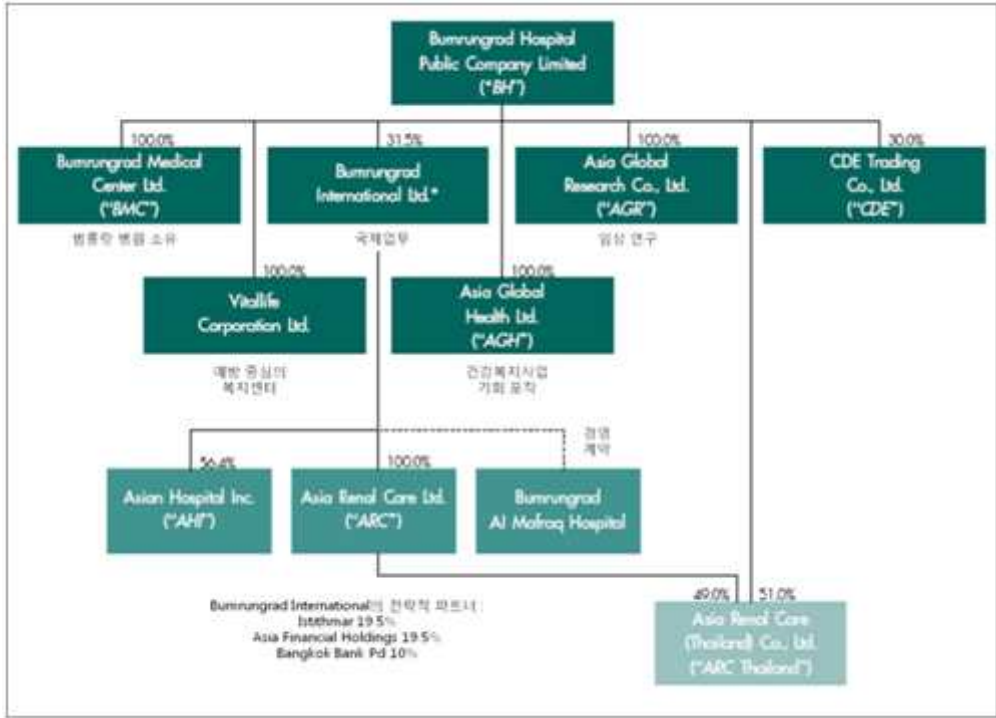 Bumrungrad Hospital
Public Company Limited
("BH")
100.0%
31.5%
100.0%
30.0%
Bumrungrad Medical
Center Ltd.
("BMC")
Bumrungrad
International Ltd.*
Asia Global
Research Co., Ltd.
("AGR")
CDE Trading
Co., Ltd.
("CDE")
범룽랏 병원 소유
국제업무
임상 연구
100.0%
100.0%
Vitallife
Corporation Ltd.
Asia Global
Health Ltd.
("AGH")
예방 중심의
복지센터
건강복지사업
기회 포착
경영
계약
56.4%
100.0%
Asian Hospital Inc.
("AHI")
Asia Renal Care Ltd.
("ARC")
Bumrungrad
Al Mafraq Hospital
Bumrungrad International의 전략적 파트너 :
Istithmar 19.5%
Asia Financial Holdings 19.5%
Bangkok Bank Pd 10%
49.0%
51.0%
Asia Renal Care
(Thailand) Co., Ltd.
("ARC Thailand")